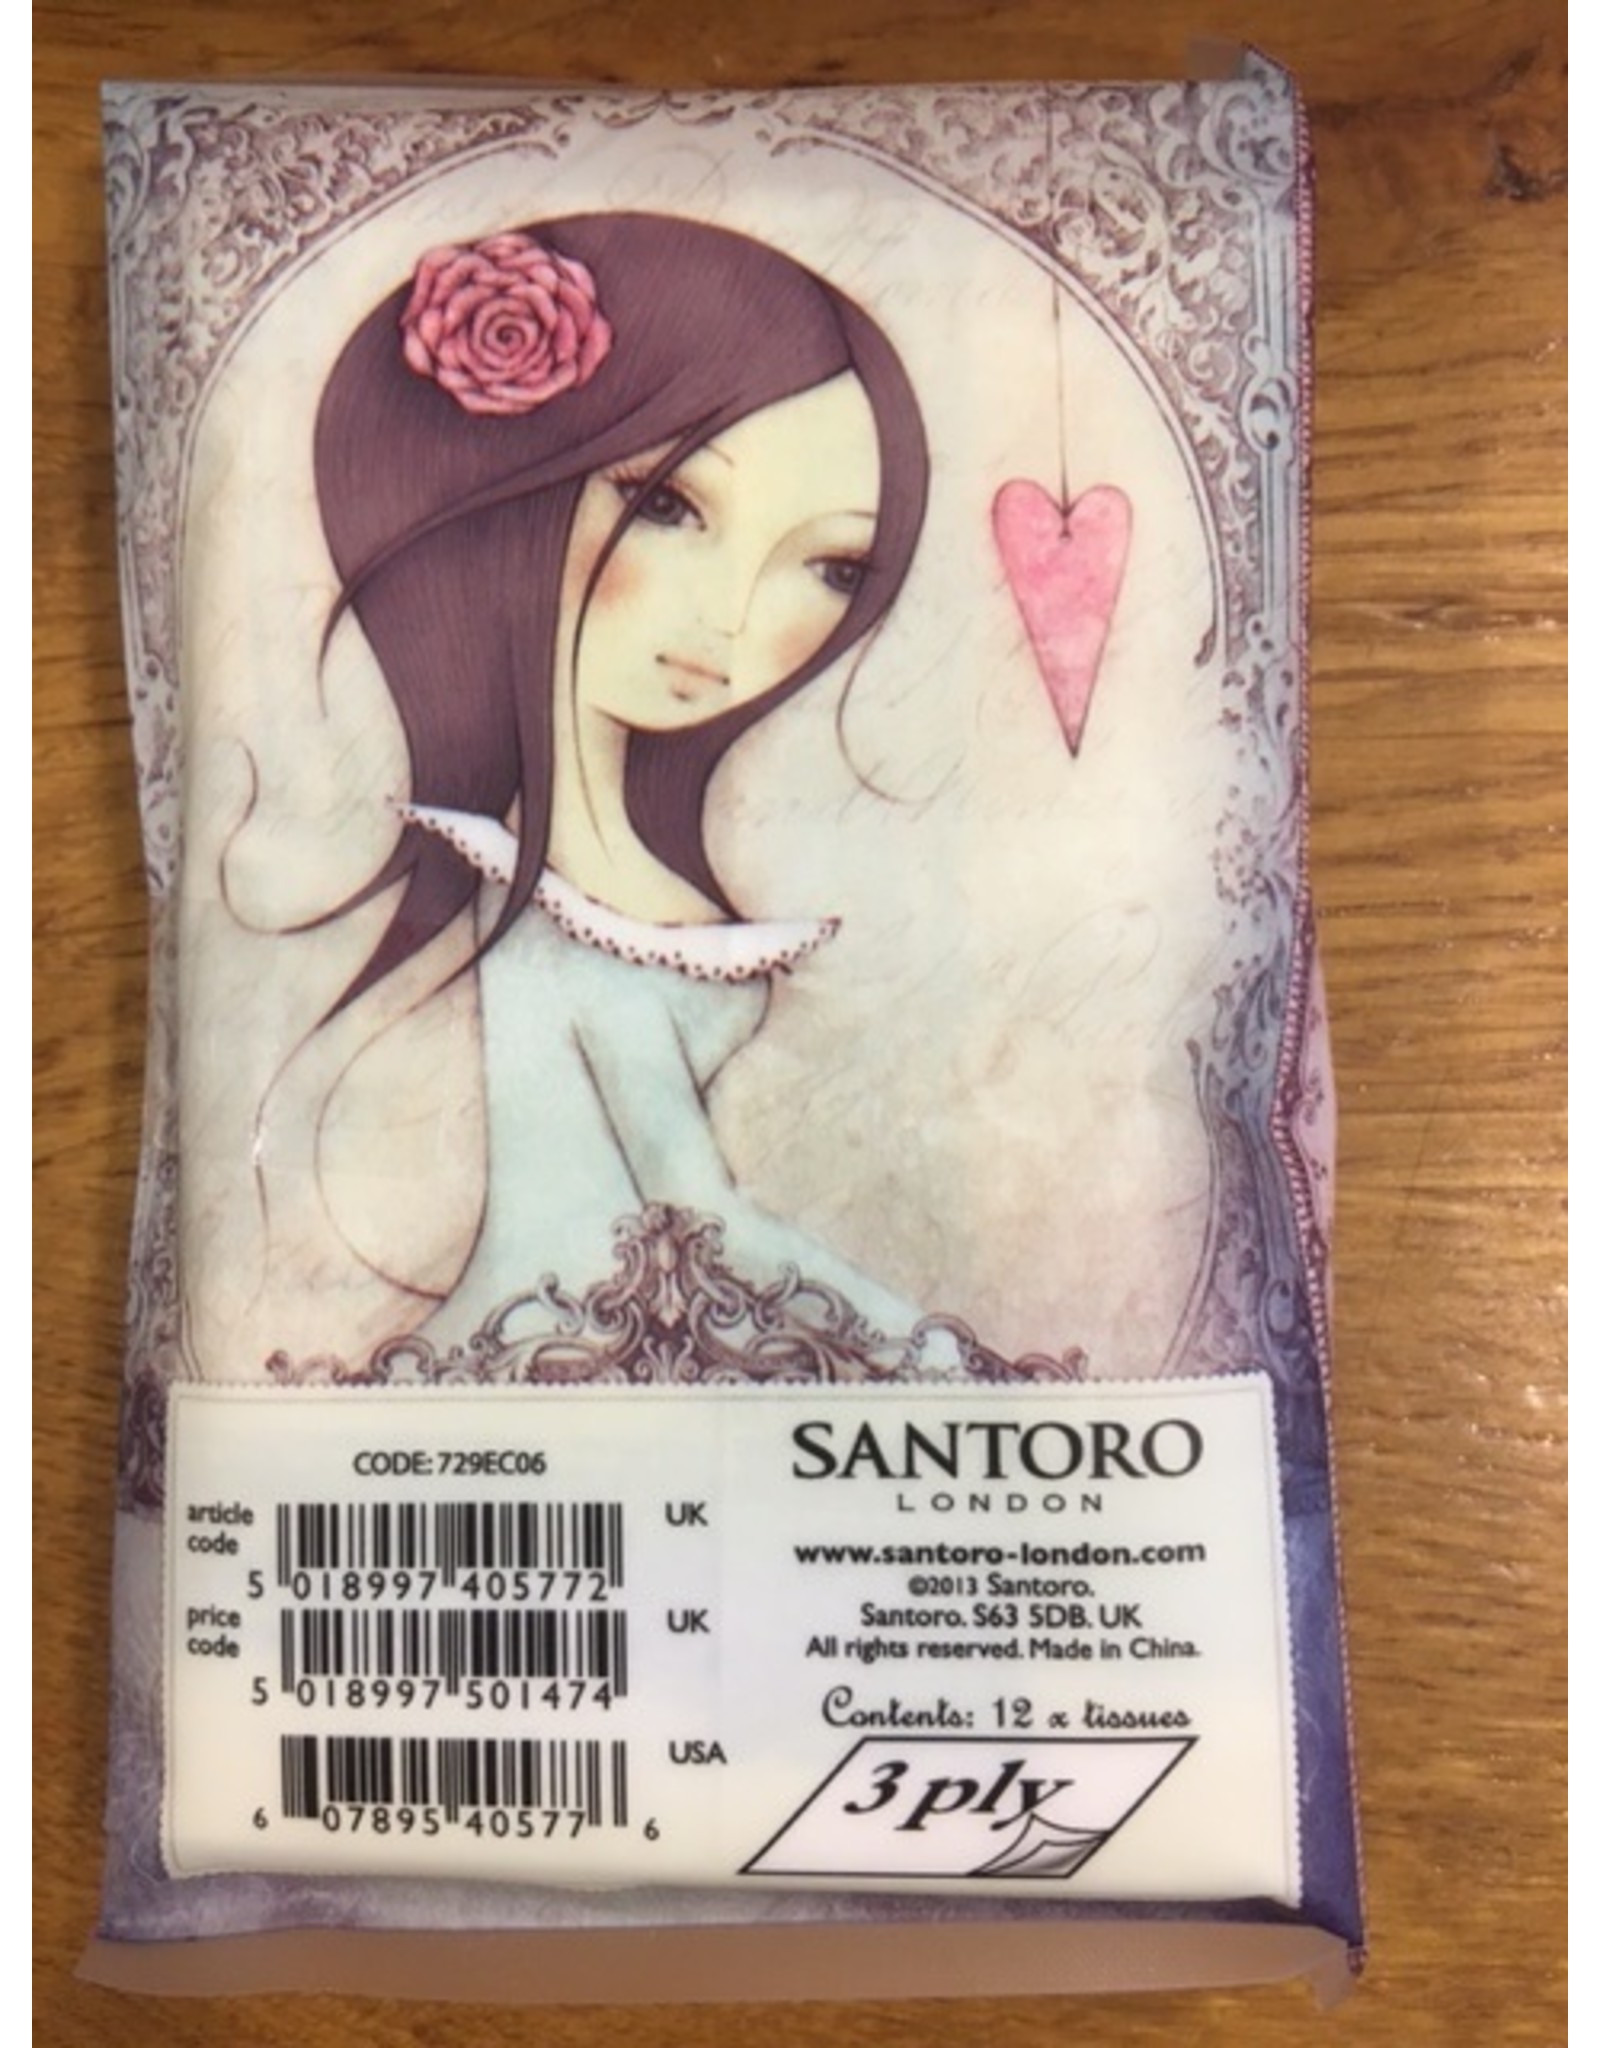 CODE: 729EC06
article
code
UK
5 018997 405772
price
code
UK
5 018997 501474
USA
6 07895 40577 6
SANTORO
LONDON
www.santoro-london.com
©2013 Santoro.
Santoro. S63 5DB. UK
All rights reserved. Made in China.
Contents: 12 x tissues
3 ply